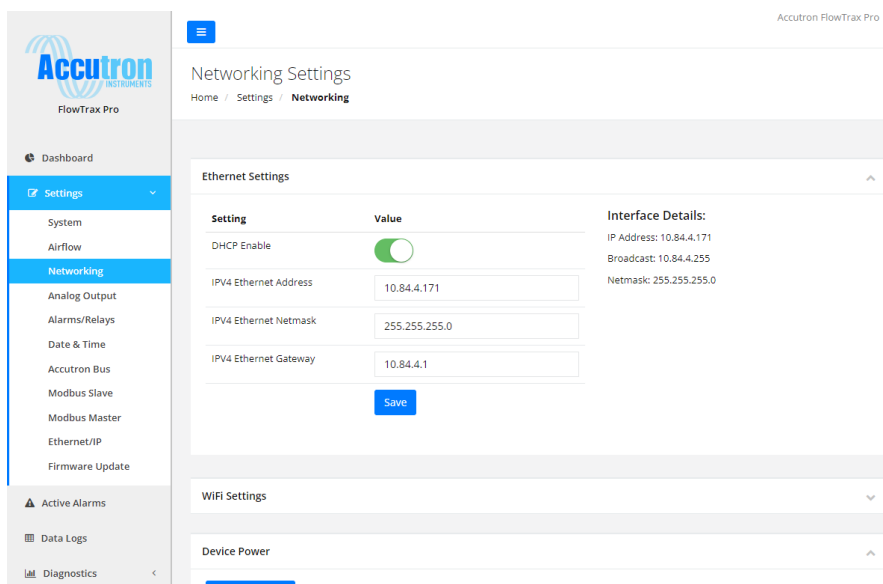 Accutron FlowTrax Pro
Accutron
INSTRUMENTS
FlowTrax Pro
Dashboard
Settings
System
Airflow
Networking
Analog Output
Alarms/Relays
Date & Time
Accutron Bus
Modbus Slave
Modbus Master
Ethernet/IP
Firmware Update
Active Alarms
Data Logs
Diagnostics
Networking Settings
Home / Settings / Networking
Ethernet Settings
Setting Value
DHCP Enable
IPV4 Ethernet Address 10.84.4.171
IPV4 Ethernet Netmask 255.255.255.0
IPV4 Ethernet Gateway 10.84.4.1
Save
Interface Details:
IP Address: 10.84.4.171
Broadcast: 10.84.4.255
Netmask: 255.255.255.0
WiFi Settings
Device Power